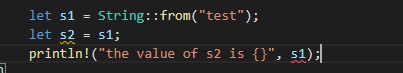 let s1 = String::from("test");
let s2 = s1;
println!("the value of s2 is {}", s1);